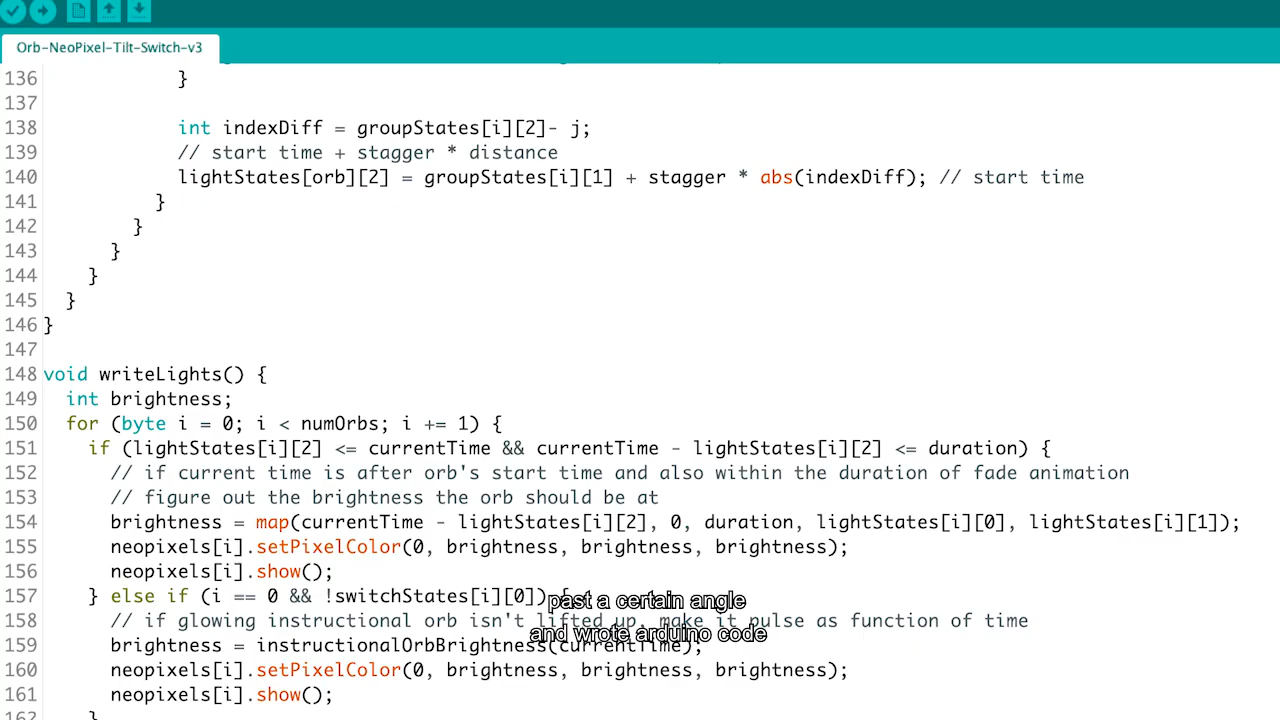 Orb-NeoPixel-Tilt-Switch-v3
136 }
137
138 int indexDiff = groupStates[i][2]- j;
139 // start time + stagger * distance
140 lightStates[orb][2] = groupStates[i][1] + stagger * abs(indexDiff); // start time
141 }
142 }
143 }
144 }
145 }
146 }
147
148 void writeLights() {
149 int brightness;
150 for (byte i = 0; i < numOrbs; i += 1) {
151 if (lightStates[i][2] <= currentTime && currentTime - lightStates[i][2] <= duration) {
152 // if current time is after orb's start time and also within the duration of fade animation
153 // figure out the brightness the orb should be at
154 brightness = map(currentTime - lightStates[i][2], 0, duration, lightStates[i][0], lightStates[i][1]);
155 neopixels[i].setPixelColor(0, brightness, brightness, brightness);
156 neopixels[i].show();
157 } else if (i == 0 && !switchStates[i][0]) {
158 // if glowing instructional orb isn't lifted up, make it pulse as function of time
159 brightness = instructionalOrbBrightness(currentTime);
160 neopixels[i].setPixelColor(0, brightness, brightness, brightness);
161 neopixels[i].show();
162 }
past a certain angle
and wrote arduino code